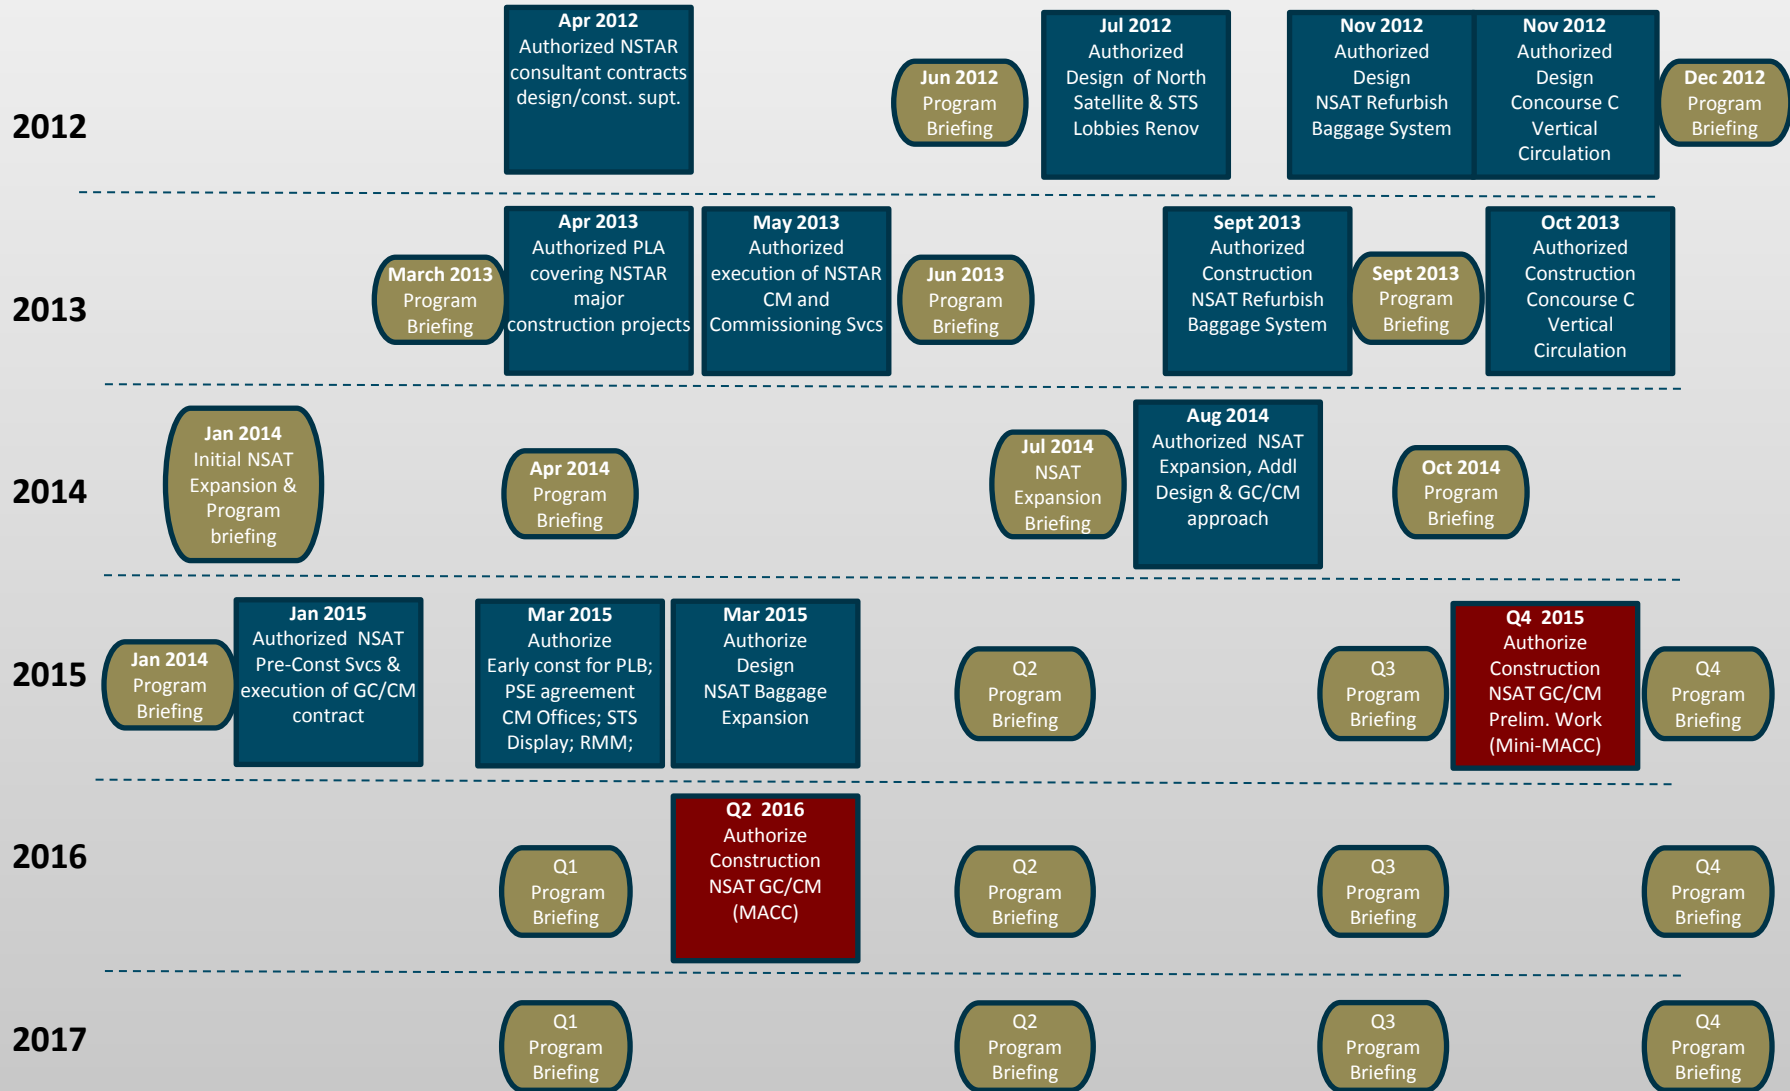 2012
Apr 2012
Authorized NSTAR
consultant contracts
design/const. supt.
Jun 2012
Program
Briefing
Jul 2012
Authorized
Design of North
Satellite & STS
Lobbies Renov
Nov 2012
Authorized
Design
NSAT Refurbish
Baggage System
Nov 2012
Authorized
Design
Concourse C
Vertical
Circulation
Dec 2012
Program
Briefing
2013
March 2013
Program
Briefing
Apr 2013
Authorized PLA
covering NSTAR
major
construction projects
May 2013
Authorized
execution of NSTAR
CM and
Commissioning Svcs
Jun 2013
Program
Briefing
Sept 2013
Authorized
Construction
NSAT Refurbish
Baggage System
Sept 2013
Program
Briefing
Oct 2013
Authorized
Construction
Concourse C
Vertical
Circulation
2014
Jan 2014
Initial NSAT
Expansion &
Program
briefing
Apr 2014
Program
Briefing
Jul 2014
NSAT
Expansion
Briefing
Aug 2014
Authorized NSAT
Expansion, Addl
Design & GC/CM
approach
Oct 2014
Program
Briefing
2015
Jan 2014
Program
Briefing
Jan 2015
Authorized NSAT
Pre-Const Svcs &
execution of GC/CM
contract
Mar 2015
Authorize
Early const for PLB;
PSE agreement
CM Offices; STS
Display; RMM;
Mar 2015
Authorize
Design
NSAT Baggage
Expansion
Q2
Program
Briefing
Q3
Program
Briefing
Q4 2015
Authorize
Construction
NSAT GC/CM
Prelim. Work
(Mini-MACC)
Q4
Program
Briefing
2016
Q1
Program
Briefing
Q2 2016
Authorize
Construction
NSAT GC/CM
(MACC)
Q2
Program
Briefing
Q3
Program
Briefing
Q4
Program
Briefing
2017
Q1
Program
Briefing
Q2
Program
Briefing
Q3
Program
Briefing
Q4
Program
Briefing